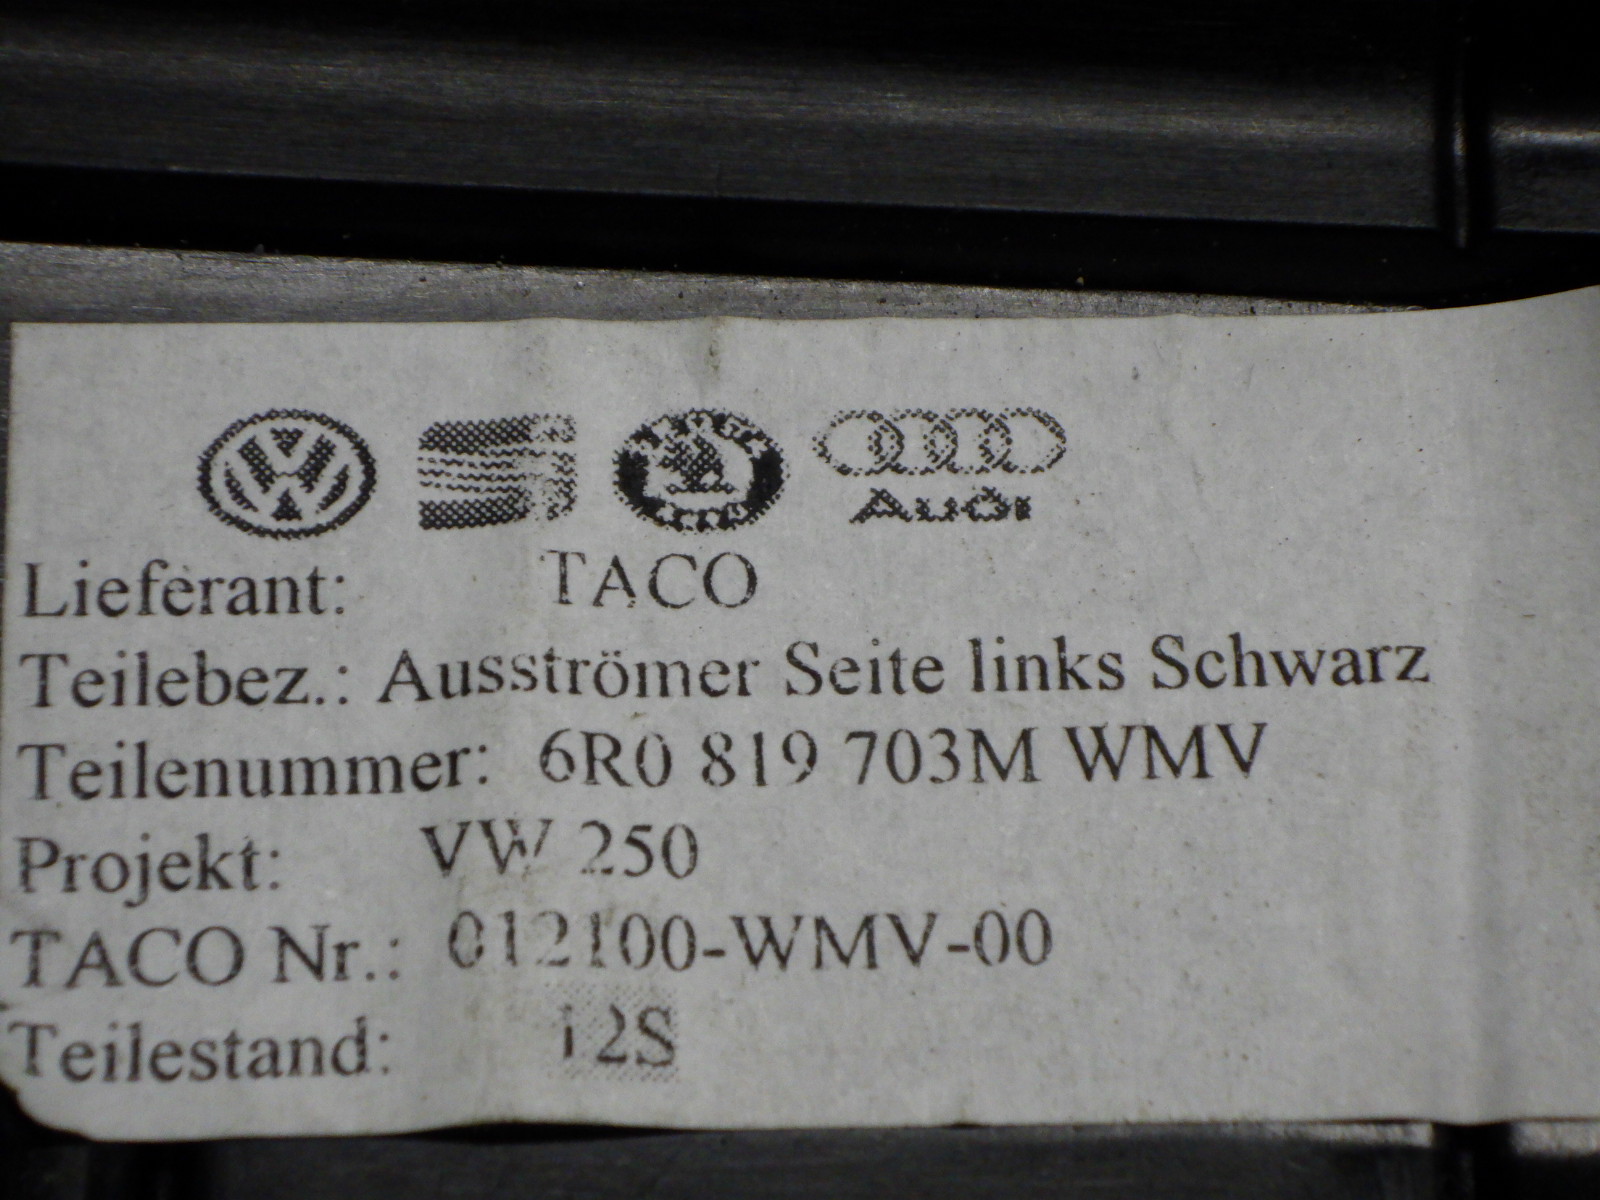 Audi
Lieferant: TACO
Teilebez.: Ausströmer Seite links Schwarz
Teilenummer: 6R0 819 703M WMV
Projekt: VW 250
TACO Nr.: 012100-WMV-00
Teilestand: 12S